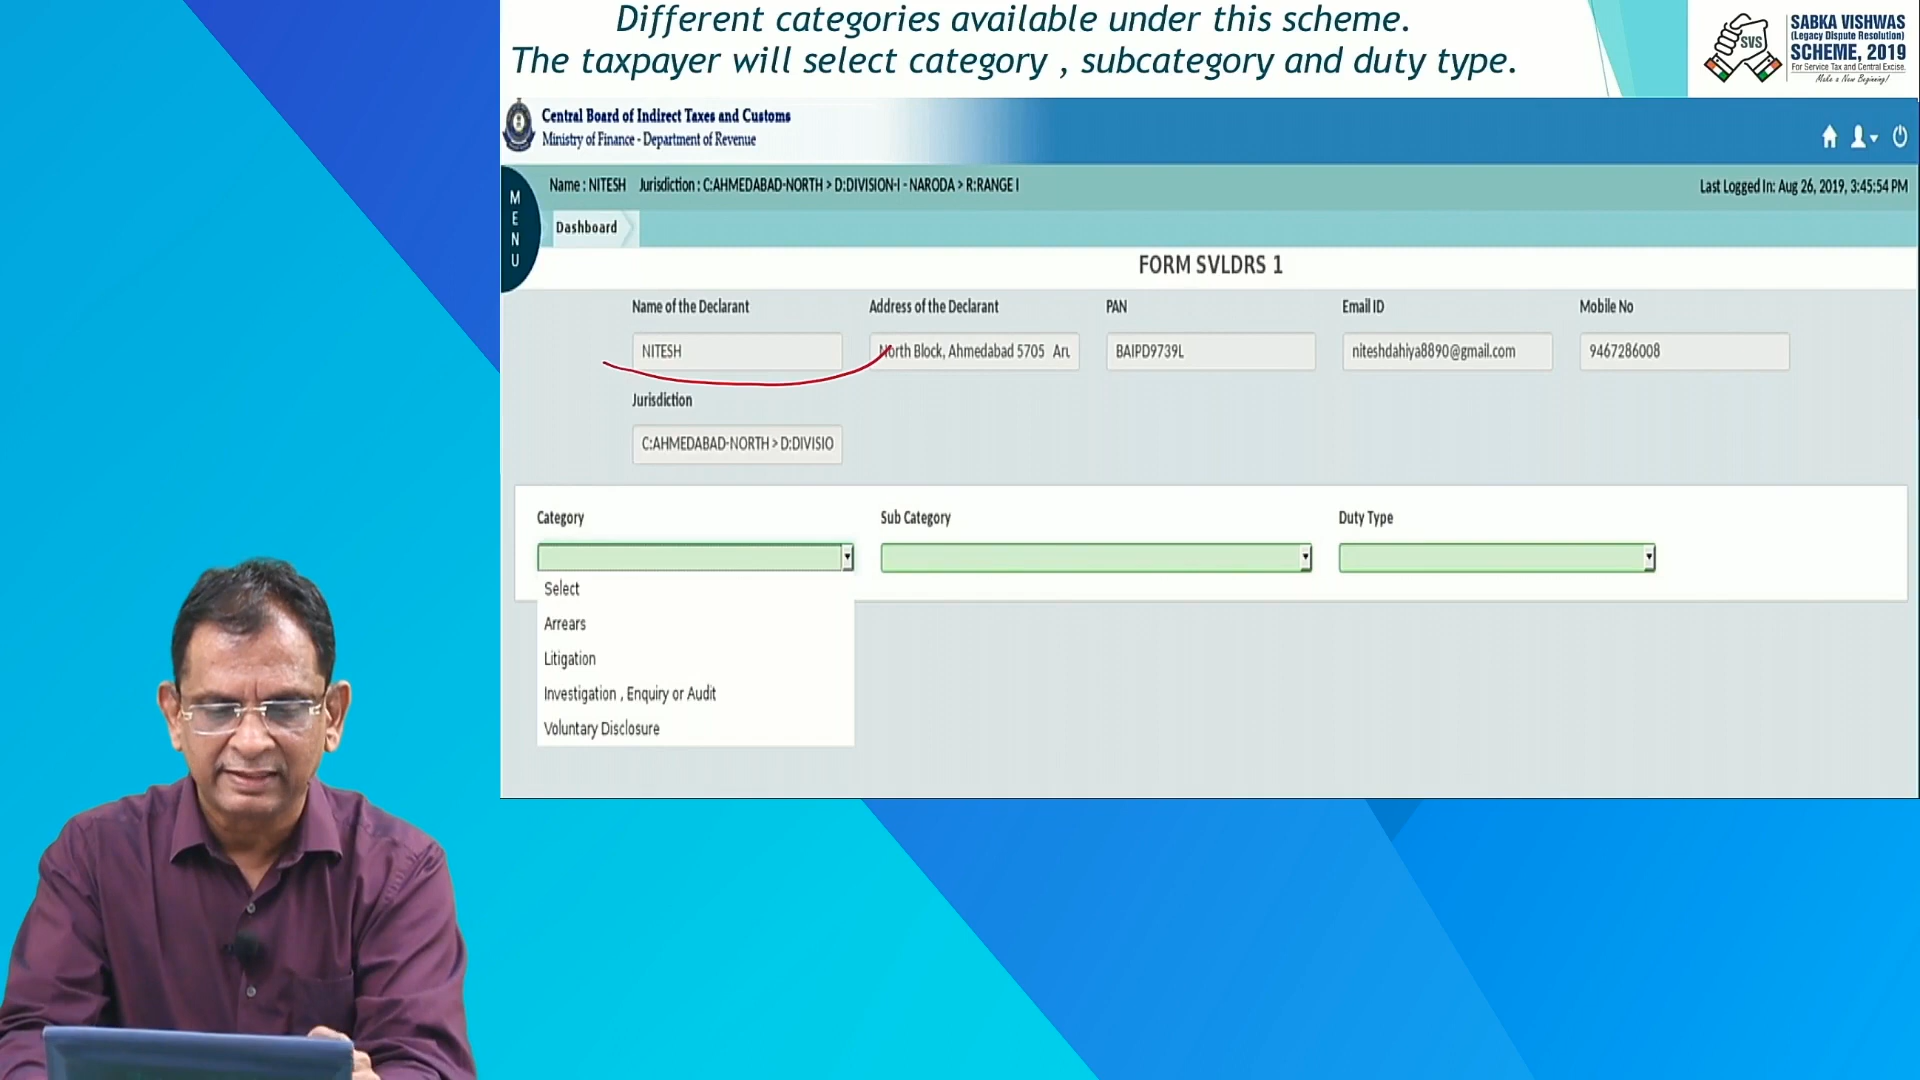 Different categories available under this scheme.
The taxpayer will select category , subcategory and duty type.
SVS
SABKA VISHWAS
(Legacy Dispute Resolution)
SCHEME, 2019
For Service Tax and Central Excise.
Make a New Beginning!
Central Board of Indirect Taxes and Customs
Ministry of Finance - Department of Revenue
MENU
Name : NITESH Jurisdiction : C:AHMEDABAD-NORTH > D:DIVISION-I - NARODA > R:RANGE I
Last Logged In: Aug 26, 2019, 3:45:54 PM
Dashboard
FORM SVLDRS 1
Name of the Declarant Address of the Declarant PAN Email ID Mobile No
NITESH North Block, Ahmedabad 5705 Aru BAIPD9739L niteshdahiya8890@gmail.com 9467286008
Jurisdiction
C:AHMEDABAD-NORTH > D:DIVISIO
Category Sub Category Duty Type
Select
Arrears
Litigation
Investigation , Enquiry or Audit
Voluntary Disclosure